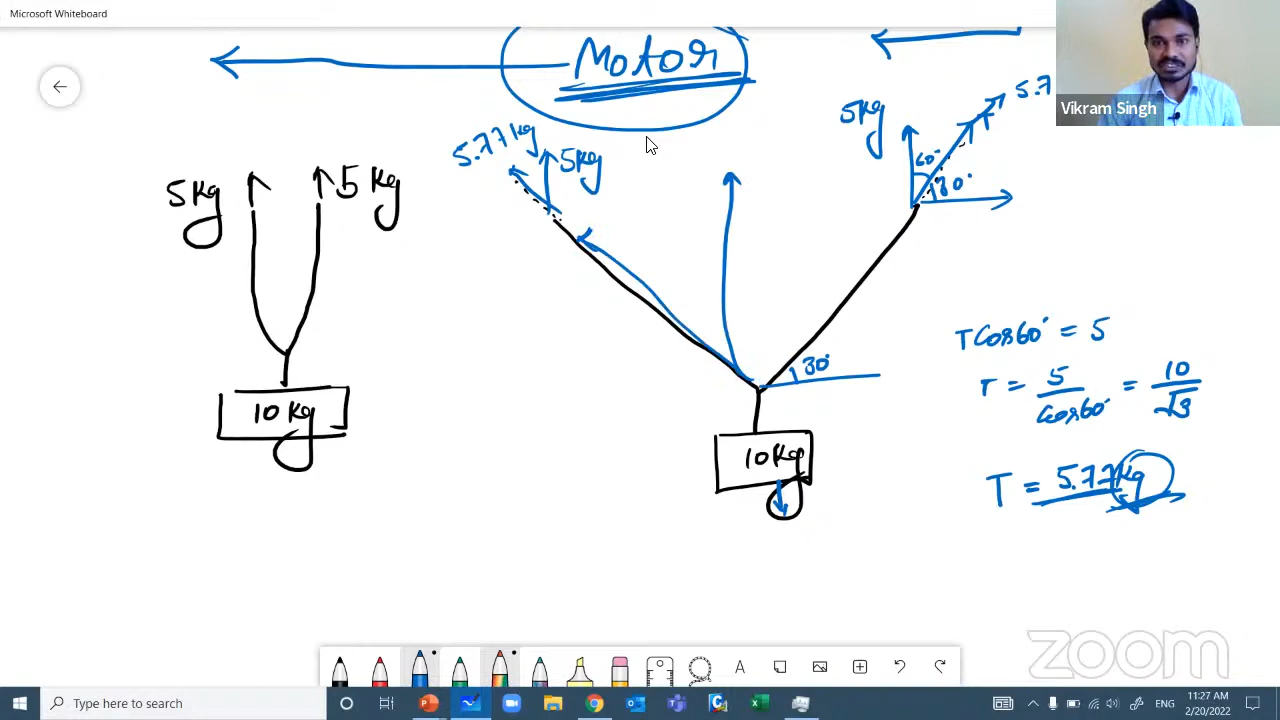 Microsoft Whiteboard
Motor
Vikram Singh
5kg
5kg
10kg
5.77kg
5kg
30°
10kg
5kg
5.7
60°
30°
TCos60° = 5
T = 5/Cos60° = 10/√3
T = 5.77kg
zoom
A
Type here to search
ENG
11:27 AM
2/20/2022